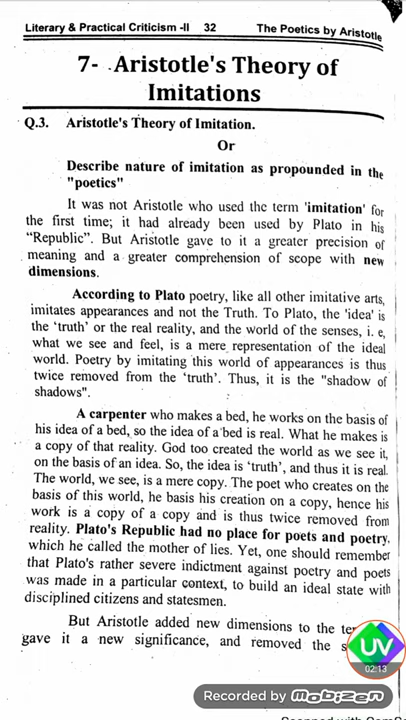 Literary & Practical Criticism -II 32 The Poetics by Aristotle
7- Aristotle's Theory of
Imitations
Q.3. Aristotle's Theory of Imitation.
Or
Describe nature of imitation as propounded in the
"poetics"
It was not Aristotle who used the term 'imitation' for
the first time; it had already been used by Plato in his
"Republic". But Aristotle gave to it a greater precision of
meaning and a greater comprehension of scope with new
dimensions.
According to Plato poetry, like all other imitative arts,
imitates appearances and not the Truth. To Plato, the 'idea' is
the 'truth' or the real reality, and the world of the senses, i. e,
what we see and feel, is a mere representation of the ideal
world. Poetry by imitating this world of appearances is thus
twice removed from the 'truth'. Thus, it is the "shadow of
shadows".
A carpenter who makes a bed, he works on the basis of
his idea of a bed, so the idea of a bed is real. What he makes is
a copy of that reality. God too created the world as we see it,
on the basis of an idea. So, the idea is 'truth', and thus it is real.
The world, we see, is a mere copy. The poet who creates on the
basis of this world, he basis his creation on a copy, hence his
work is a copy of a copy and is thus twice removed from
reality. Plato's Republic had no place for poets and poetry,
which he called the mother of lies. Yet, one should remember
that Plato's rather severe indictment against poetry and poets
was made in a particular context, to build an ideal state with
disciplined citizens and statesmen.
But Aristotle added new dimensions to the
gave it a new significance, and removed the
UV
02:13
Recorded by mobizen